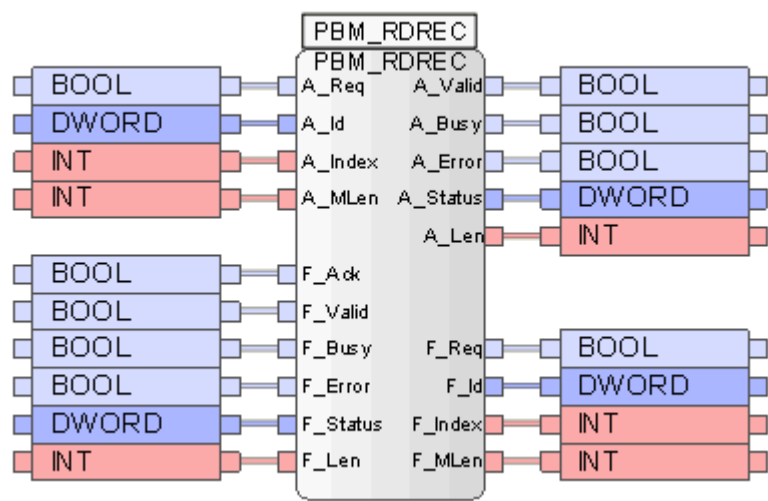 PBM_RDREC
PBM_RDREC
BOOL A_Req A_Valid BOOL
DWORD A_Id A_Busy BOOL
INT A_Index A_Error BOOL
INT A_MLen A_Status DWORD
A_Len INT
BOOL F_Ack
BOOL F_Valid
BOOL F_Busy F_Req BOOL
BOOL F_Error F_Id DWORD
DWORD F_Status F_Index INT
INT F_Len F_MLen INT